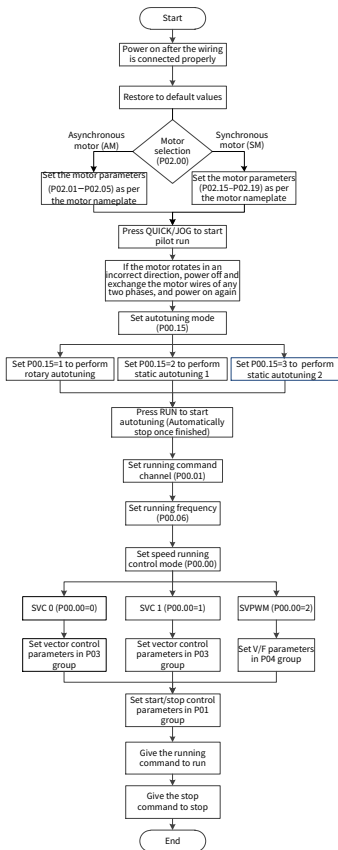 Start
Power on after the wiring
is connected properly
Restore to default values
Asynchronous
motor (AM)
Motor
selection
(P02.00)
Synchronous
motor (SM)
Set the motor parameters
(P02.01–P02.05) as per
the motor nameplate
Set the motor parameters
(P02.15–P02.19) as per
the motor nameplate
Press QUICK/JOG to start
pilot run
If the motor rotates in an
incorrect direction, power off and
exchange the motor wires of any
two phases, and power on again
Set autotuning mode
(P00.15)
Set P00.15=1 to perform
rotary autotuning
Set P00.15=2 to perform
static autotuning 1
Set P00.15=3 to perform
static autotuning 2
Press RUN to start
autotuning (Automatically
stop once finished)
Set running command
channel (P00.01)
Set running frequency
(P00.06)
Set speed running
control mode (P00.00)
SVC 0 (P00.00=0)
SVC 1 (P00.00=1)
SVPWM (P00.00=2)
Set vector control
parameters in P03
group
Set vector control
parameters in P03
group
Set V/F parameters
in P04 group
Set start/stop control
parameters in P01
group
Give the running
command to run
Give the stop
command to stop
End